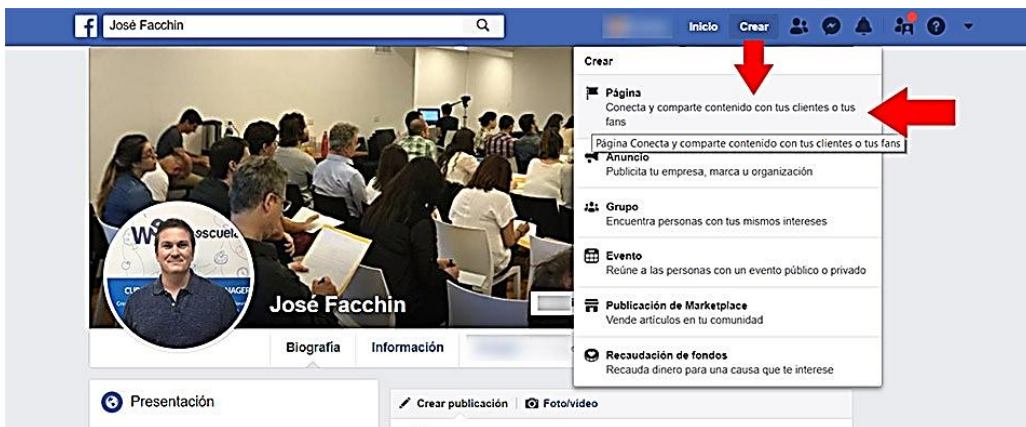 José Facchin
Inicio
Crear
Crear
Página
Conecta y comparte contenido con tus clientes o tus
fans
Página Conecta y comparte contenido con tus clientes o tus fans
Anuncio
Publicita tu empresa, marca u organización
Grupo
Encuentra personas con tus mismos intereses
Evento
Reúne a las personas con un evento público o privado
Publicación de Marketplace
Vende artículos en tu comunidad
Recaudación de fondos
Recauda dinero para una causa que te interese
José Facchin
Biografía
Información
Presentación
Crear publicación
Foto/vídeo